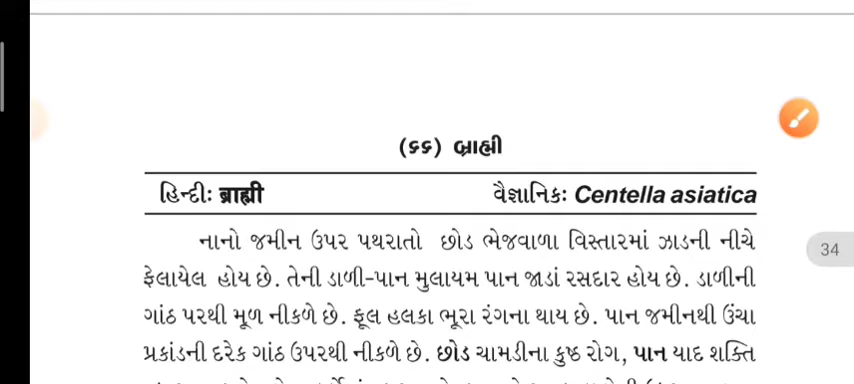 (૬૬) બ્રાહ્મી
હિન્દી: ब्राह्मी વૈજ્ઞાનિક: Centella asiatica
નાનો જમીન ઉપર પથરાતો છોડ ભેજવાળા વિસ્તારમાં ઝાડની નીચે
34
ફેલાયેલ હોય છે. તેની ડાળી-પાન મુલાયમ પાન જાડાં રસદાર હોય છે. ડાળીની
ગાંઠ પરથી મૂળ નીકળે છે. ફૂલ હલકા ભૂરા રંગના થાય છે. પાન જમીનથી ઉંચા
પ્રકાંડની દરેક ગાંઠ ઉપરથી નીકળે છે. છોડ ચામડીના કુષ્ઠ રોગ, પાન યાદ શક્તિ